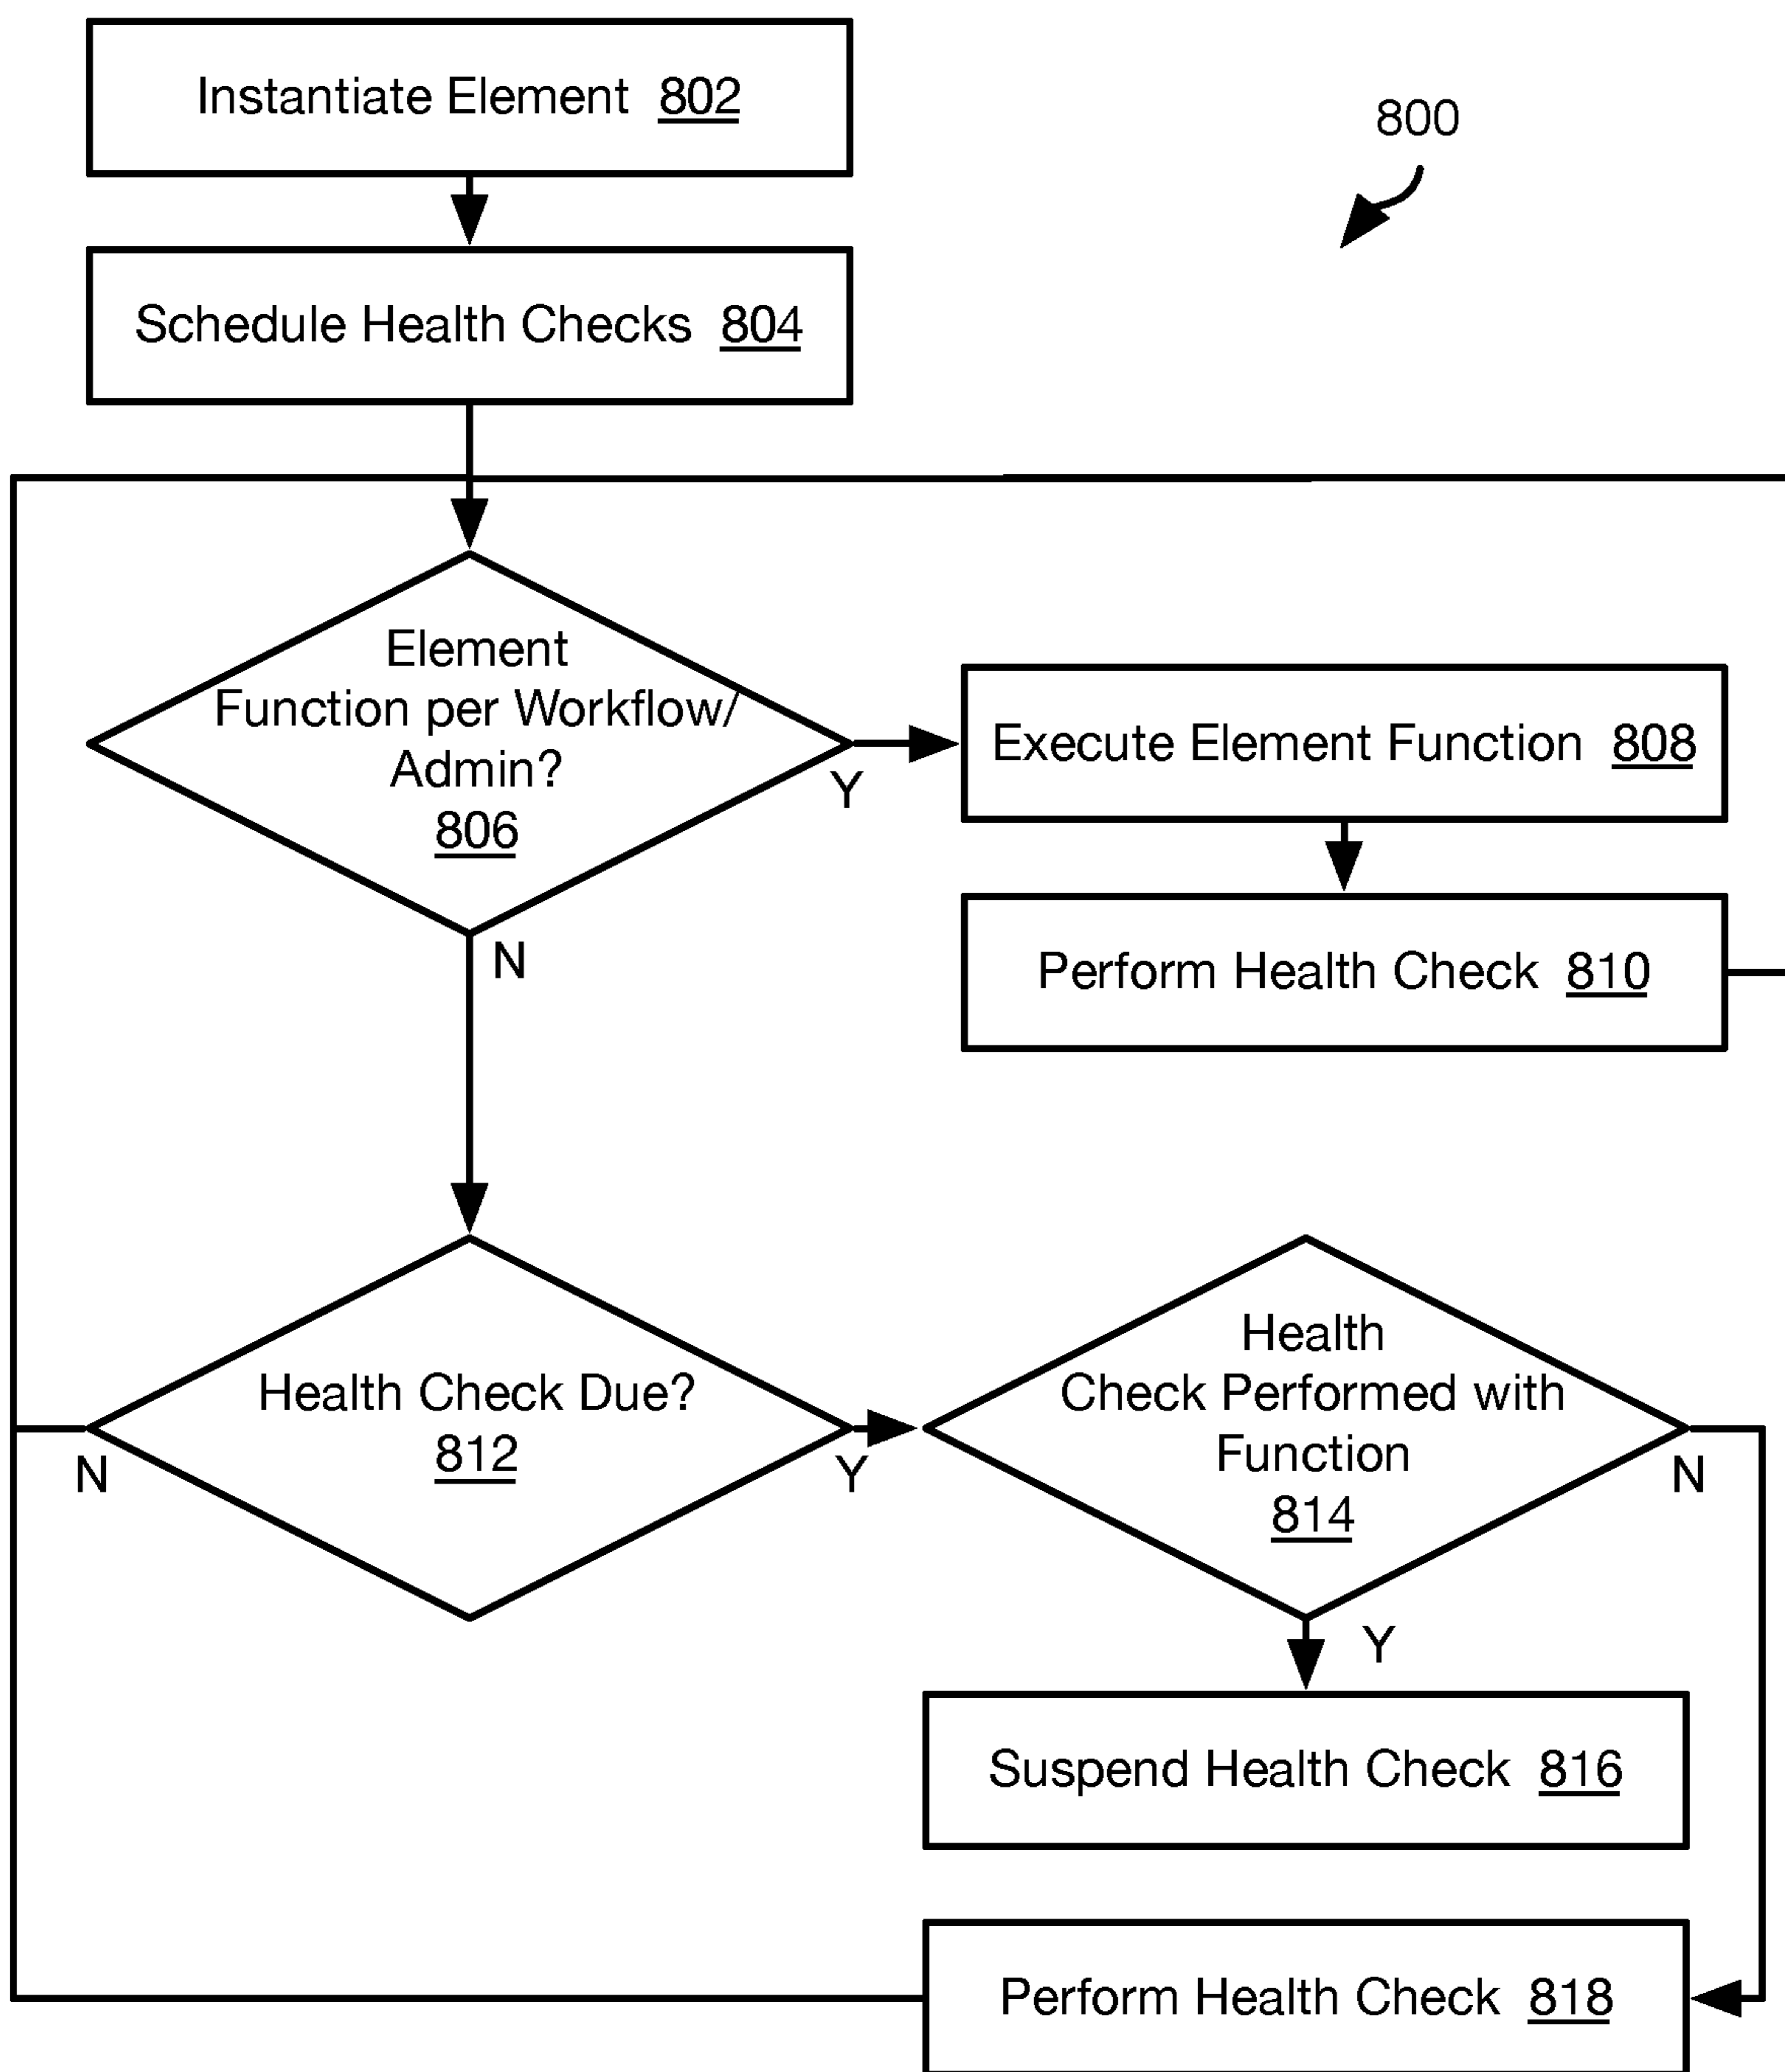 Instantiate Element 802
800
Schedule Health Checks 804
Element
Function per Workflow/
Admin?
806
Y
N
Execute Element Function 808
Perform Health Check 810
Health Check Due?
812
N
Y
Health
Check Performed with
Function
814
N
Y
Suspend Health Check 816
Perform Health Check 818